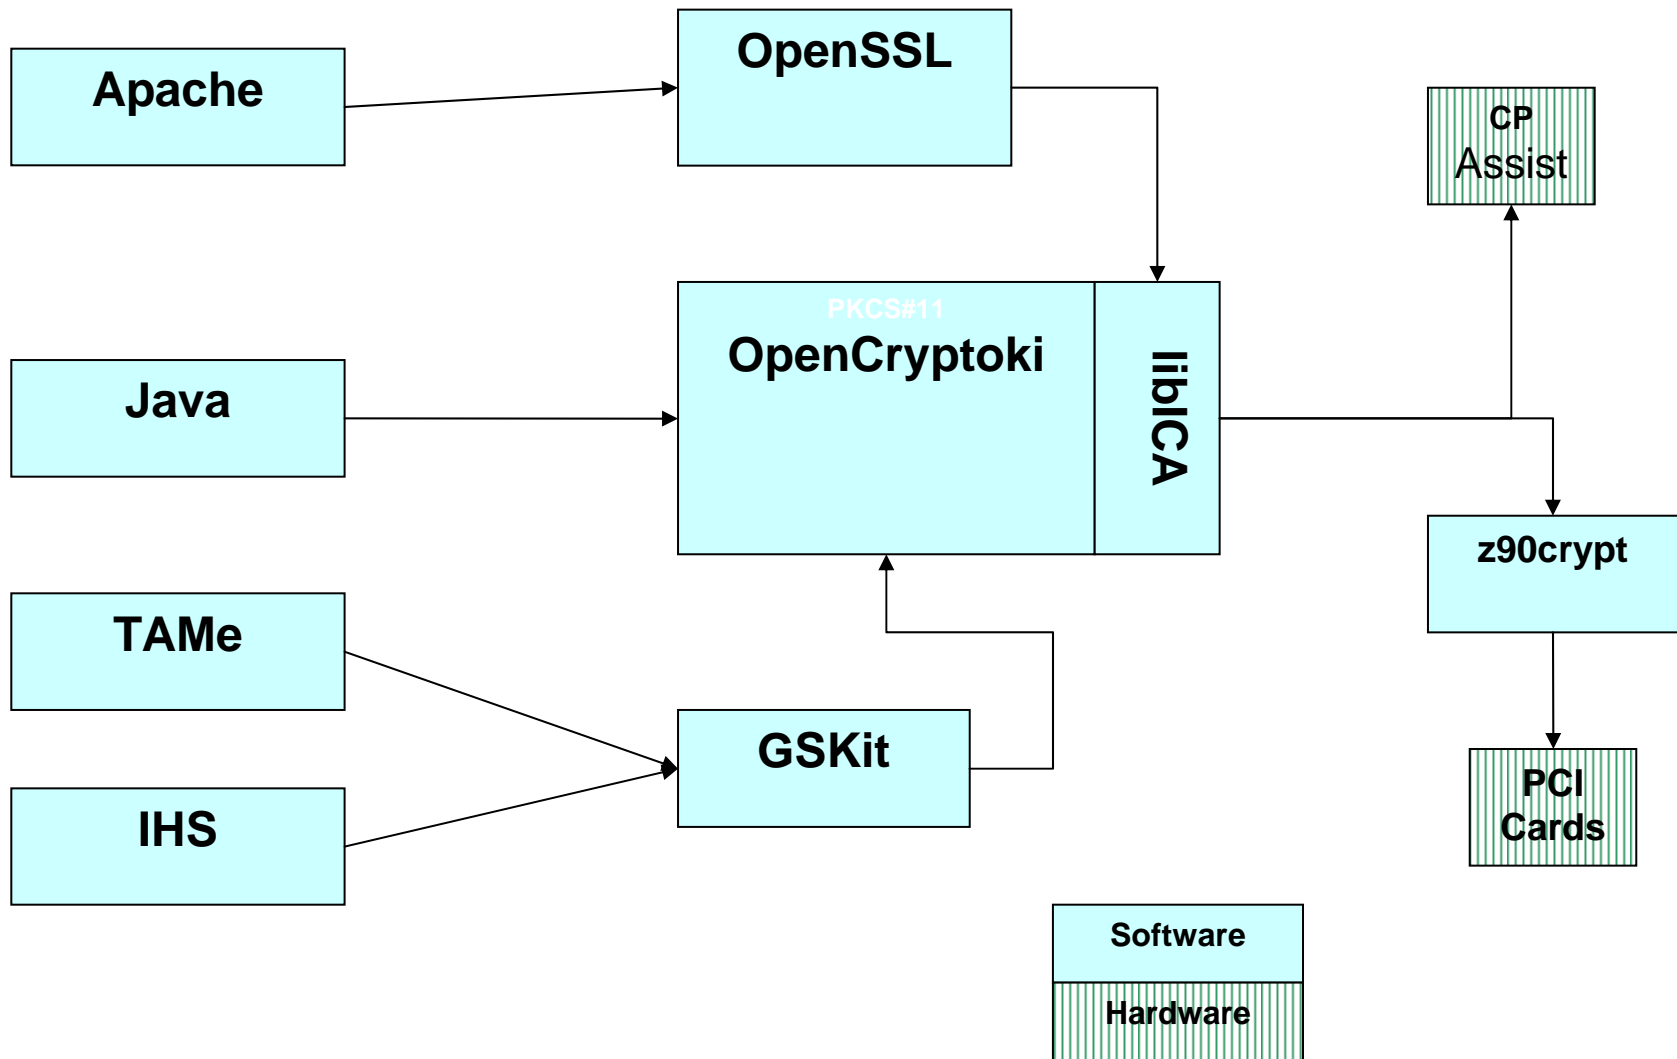 Apache
OpenSSL
CP
Assist
PKCS#11
OpenCryptoki
libICA
Java
z90crypt
TAMe
GSKit
PCI
Cards
IHS
Software
Hardware